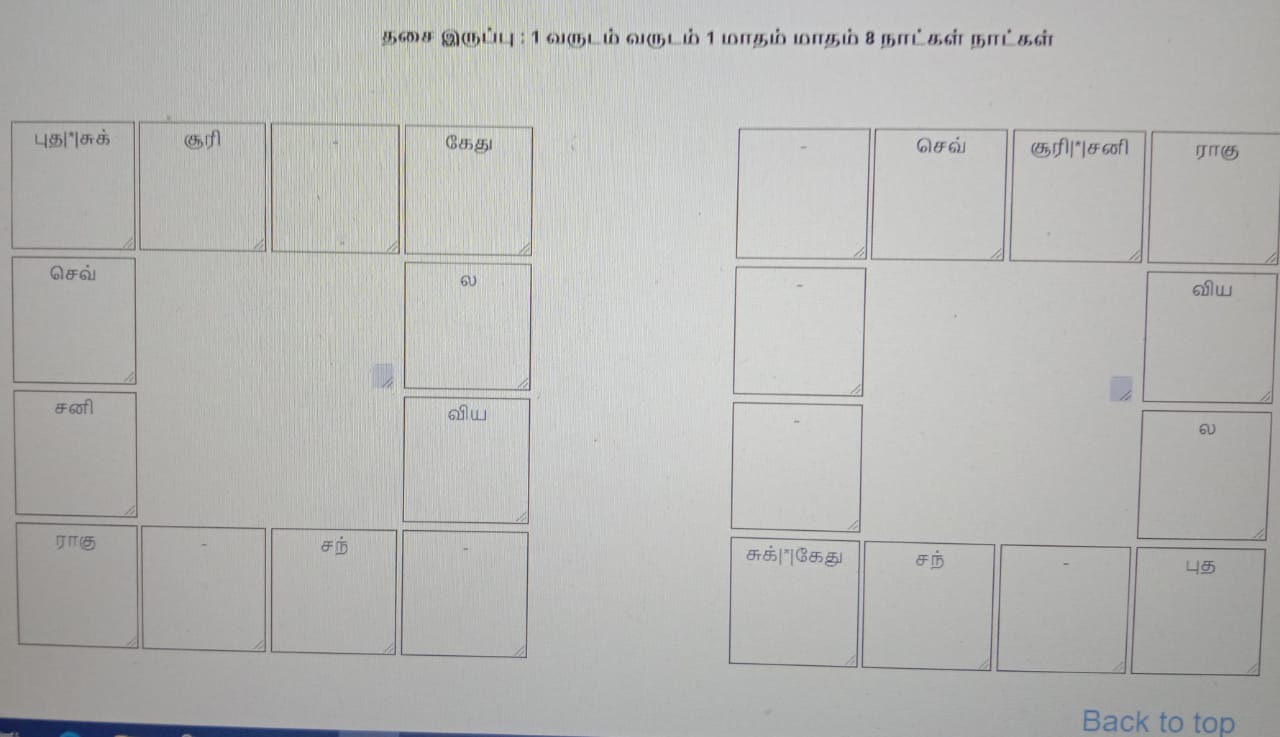 தசை இருப்பு : 1 வருடம் வருடம் 1 மாதம் மாதம் 8 நாட்கள் நாட்கள்
புத|*|சுக் சூரி - கேது
செவ் ல
சனி விய
ராகு - சந் -
- செவ் சூரி|*|சனி ராகு
- விய
- ல
சுக்|*|கேது சந் - புத
Back to top